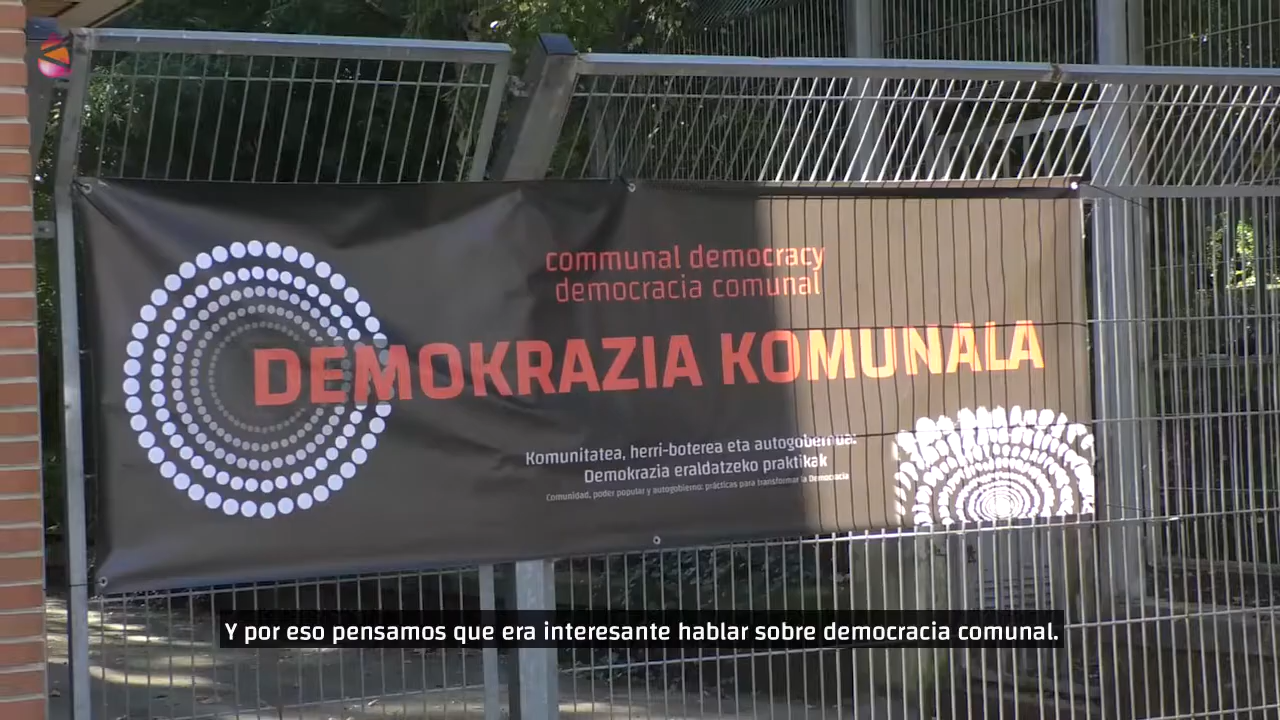 communal democracy
democracia comunal
DEMOKRAZIA KOMUNALA
Komunitatea, herri-boterea eta autogobernua:
Demokrazia eraldatzeko praktikak
Comunidad, poder popular y autogobierno: prácticas para transformar la Democracia
Y por eso pensamos que era interesante hablar sobre democracia comunal.